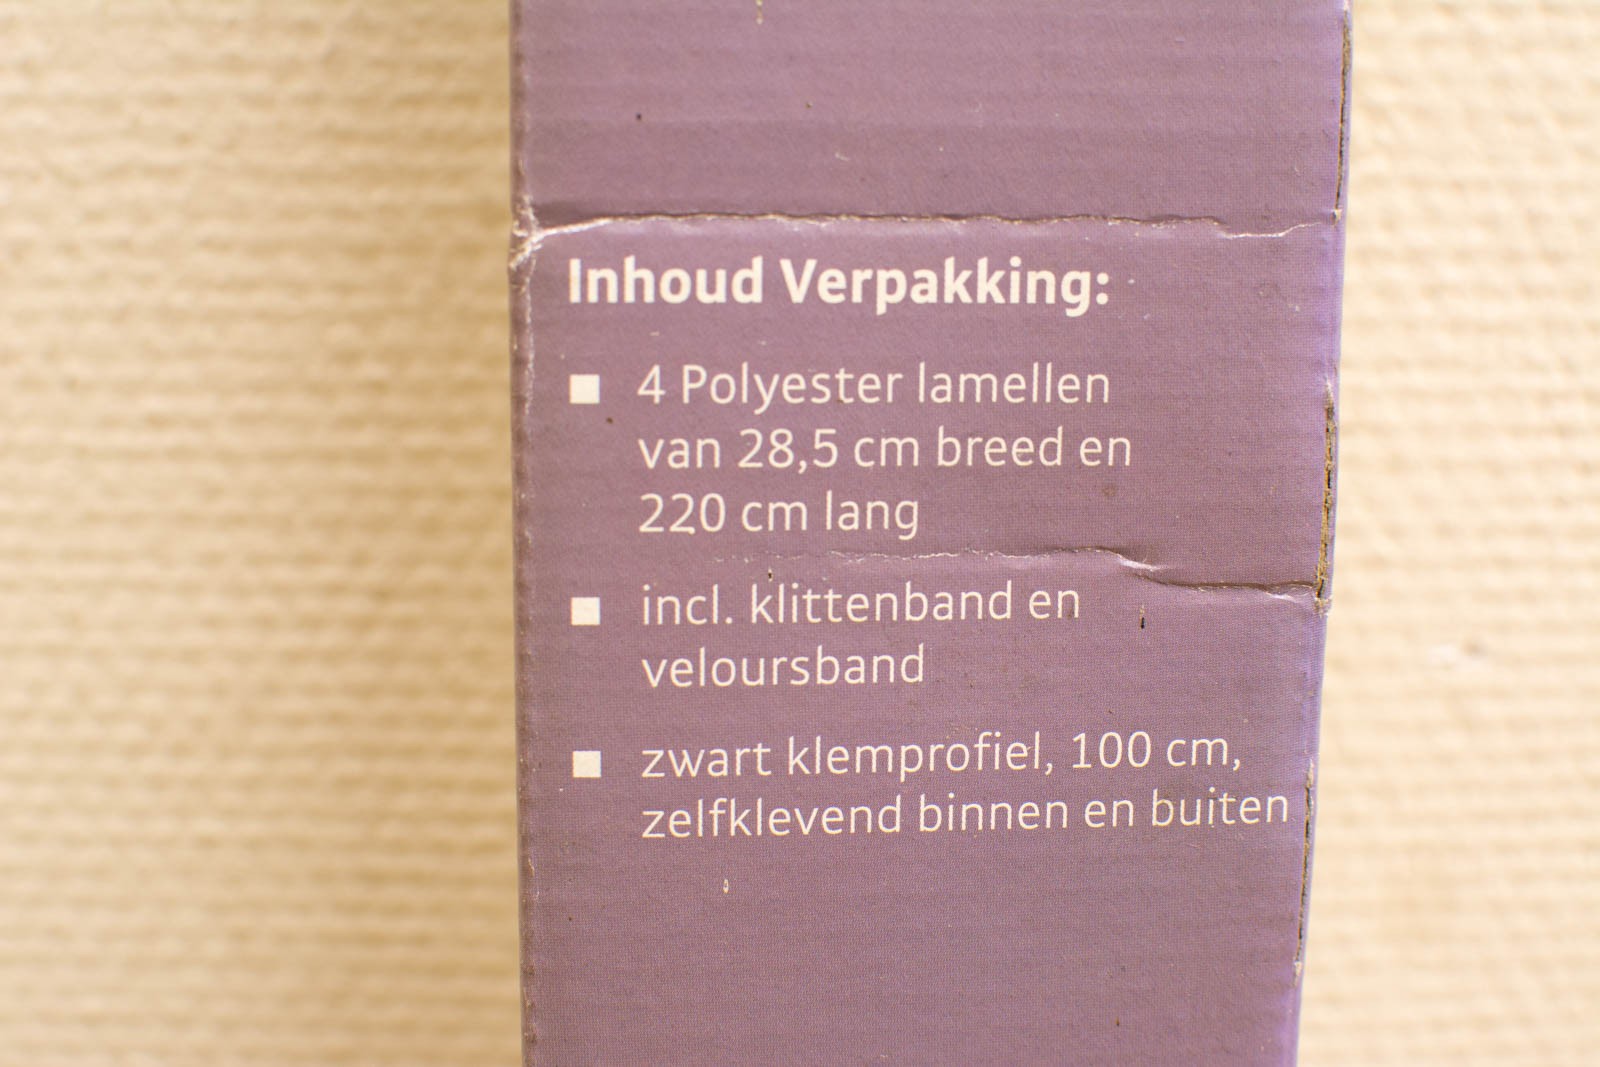 Inhoud Verpakking:
■ 4 Polyester lamellen
van 28,5 cm breed en
220 cm lang
■ incl. klittenband en
veloursband
■ zwart klemprofiel, 100 cm,
zelfklevend binnen en buiten